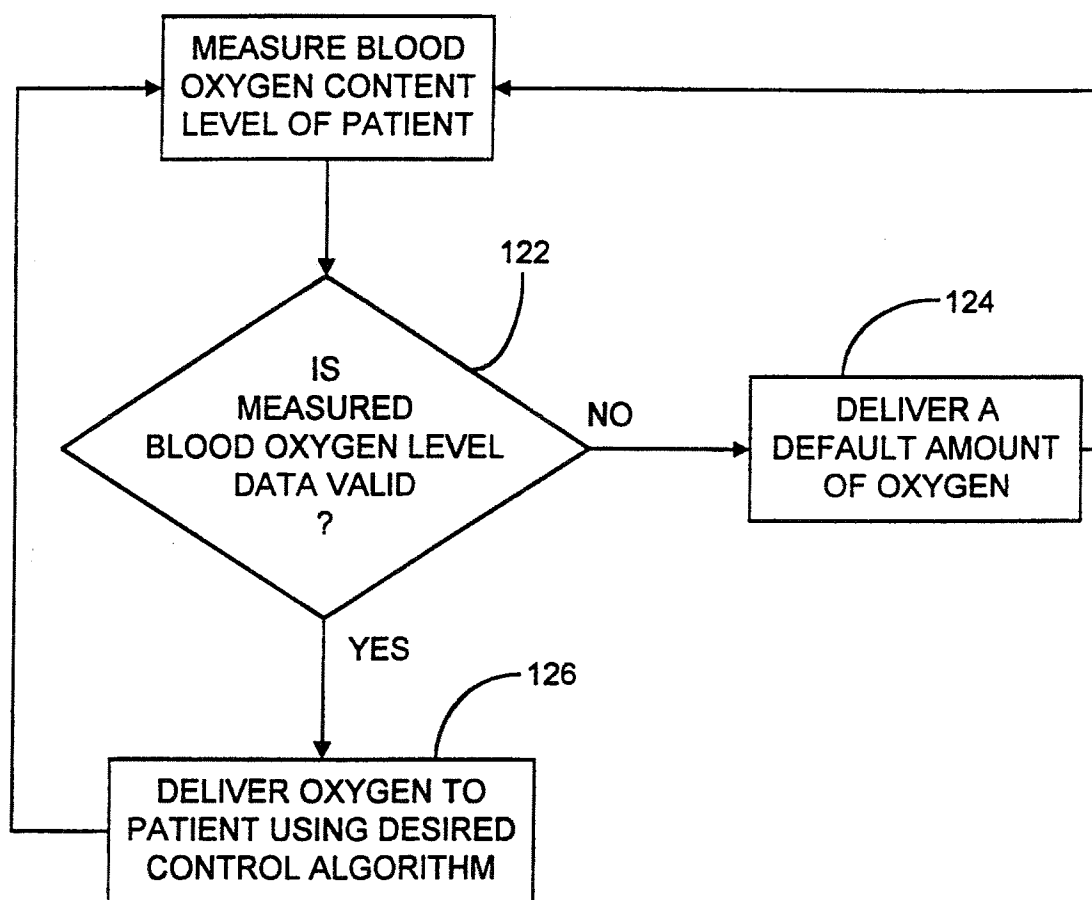 MEASURE BLOOD
OXYGEN CONTENT
LEVEL OF PATIENT
122
IS
MEASURED
BLOOD OXYGEN LEVEL
DATA VALID
?
NO
124
DELIVER A
DEFAULT AMOUNT
OF OXYGEN
YES
126
DELIVER OXYGEN TO
PATIENT USING DESIRED
CONTROL ALGORITHM